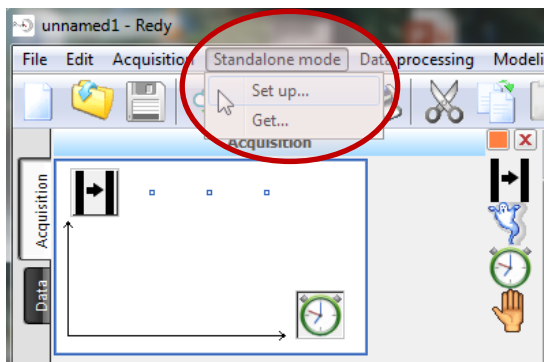 unnamed1 - Redy
File Edit Acquisition Standalone mode Data processing Modeli
Set up...
Get...
Acquisition
Acquisition
Data